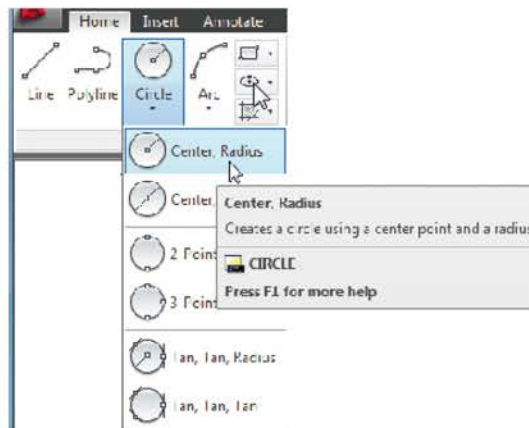 Home Insert Annotate
Line Polyline Circle Arc
Center, Radius
Center,
Center, Radius
Creates a circle using a center point and a radius
2 Point
CIRCLE
3 Point
Press F1 for more help
Tan, Tan, Radius
Tan, Tan, Tan